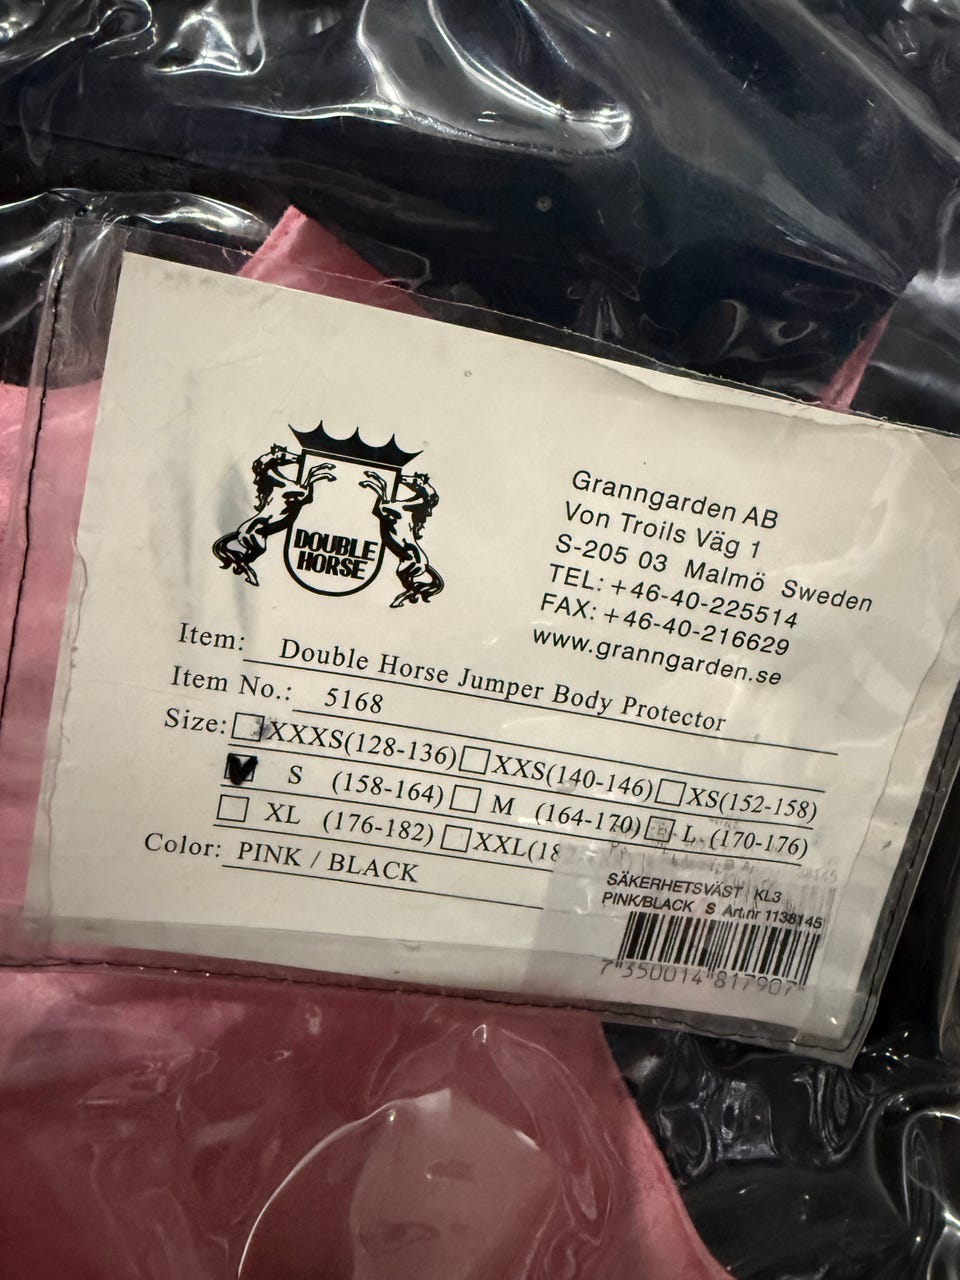 DOUBLE
HORSE
Granngarden AB
Von Troils Väg 1
S-205 03 Malmö Sweden
TEL: +46-40-225514
FAX: +46-40-216629
www.granngarden.se
Item: Double Horse Jumper Body Protector
Item No.: 5168
Size: XXXS(128-136) XXS(140-146) XS(152-158)
S (158-164) M (164-170) L (170-176)
XL (176-182) XXL(18
Color: PINK / BLACK
SÄKERHETSVÄST KL3
PINK/BLACK S Art.nr 1138145
7 350014 817907